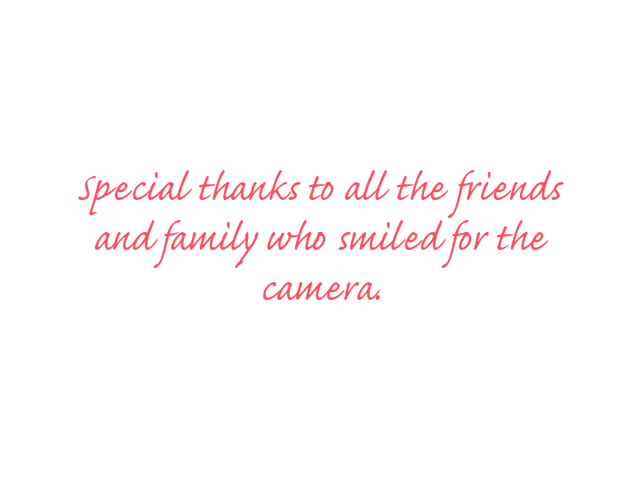 Special thanks to all the friends
and family who smiled for the
camera.